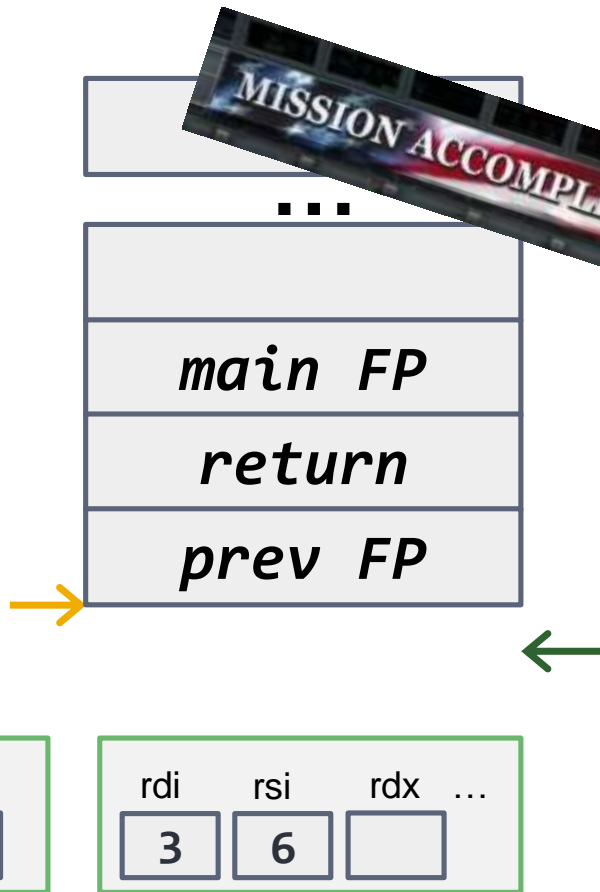 MISSION ACCOMPL
...
main FP
return
prev FP
rdi rsi rdx ...
3 6